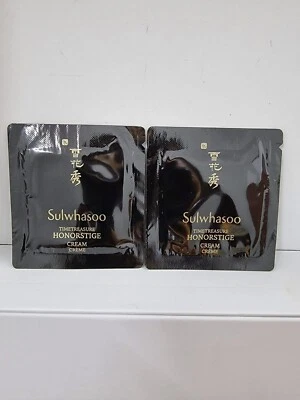 雪
花
秀
Sulwhasoo
TIMETREASURE
HONORSTIGE
CREAM
CRÈME
雪
花
秀
Sulwhasoo
TIMETREASURE
HONORSTIGE
CREAM
CRÈME